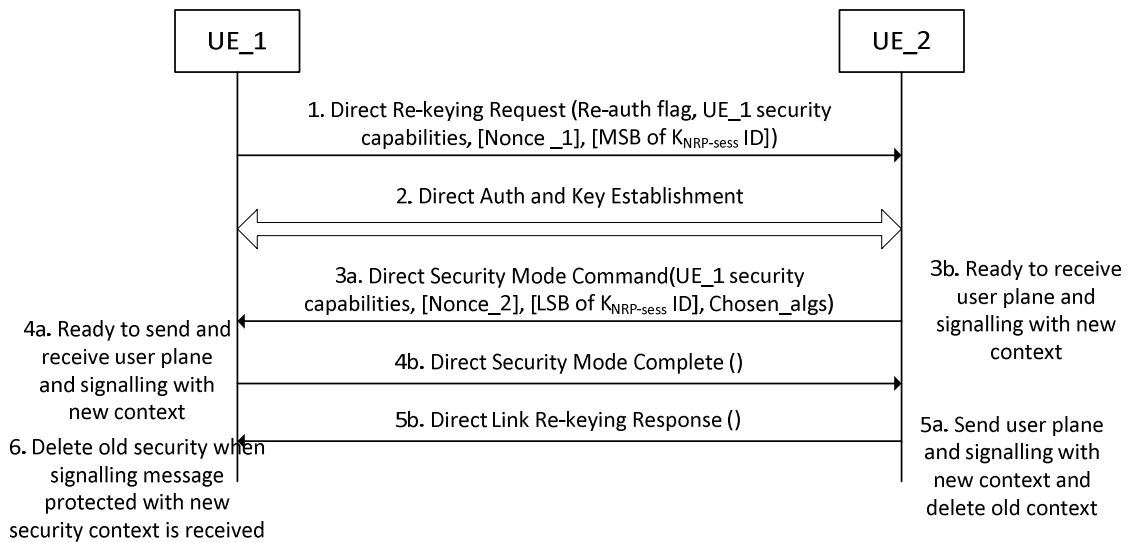 UE_1
UE_2
1. Direct Re-keying Request (Re-auth flag, UE_1 security
capabilities, [Nonce _1], [MSB of KNRP-sess ID])
2. Direct Auth and Key Establishment
3a. Direct Security Mode Command(UE_1 security
capabilities, [Nonce_2], [LSB of KNRP-sess ID], Chosen_algs)
3b. Ready to receive
user plane and
signalling with new
context
4a. Ready to send and
receive user plane
and signalling with
new context
4b. Direct Security Mode Complete ()
5b. Direct Link Re-keying Response ()
5a. Send user plane
and signalling with
new context and
delete old context
6. Delete old security when
signalling message
protected with new
security context is received